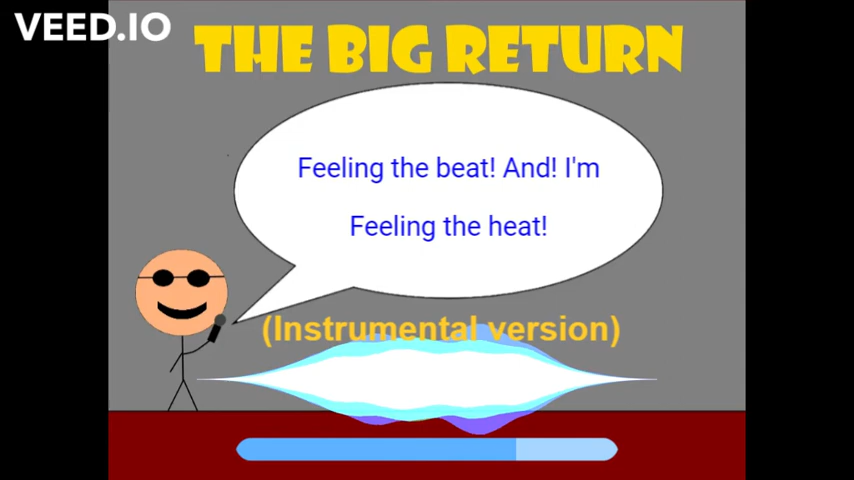 VEED.IO
THE BIG RETURN
Feeling the beat! And! I'm
Feeling the heat!
(Instrumental version)